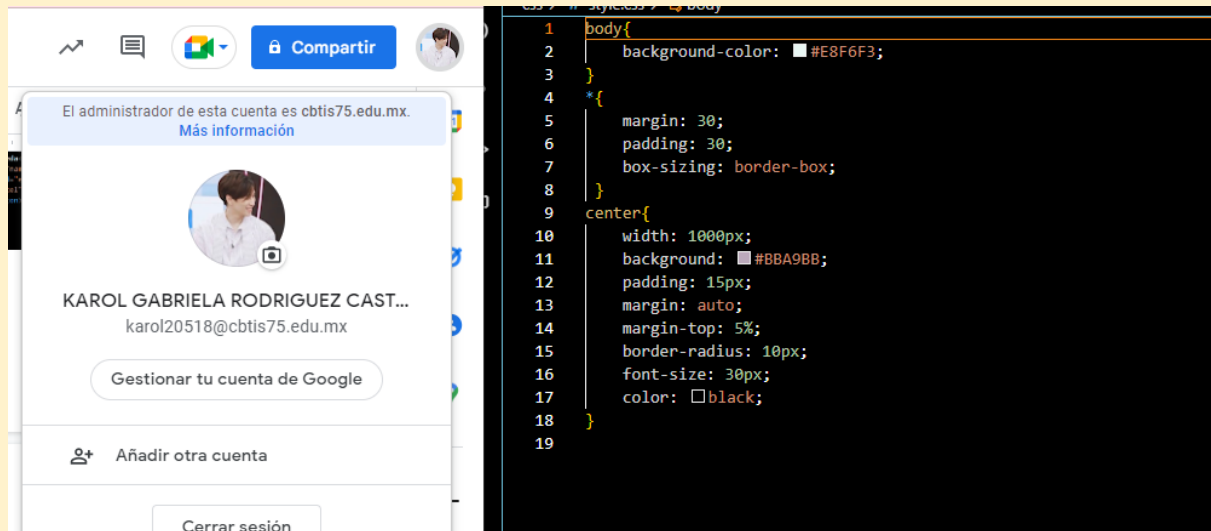 Compartir
El administrador de esta cuenta es cbtis75.edu.mx.
Más información
KAROL GABRIELA RODRIGUEZ CAST...
karol20518@cbtis75.edu.mx
Gestionar tu cuenta de Google
Añadir otra cuenta
Cerrar sesión
css > # style.css > body
1 body{
2 background-color: #E8F6F3;
3 }
4 *{
5 margin: 30;
6 padding: 30;
7 box-sizing: border-box;
8 }
9 center{
10 width: 1000px;
11 background: #BBA9BB;
12 padding: 15px;
13 margin: auto;
14 margin-top: 5%;
15 border-radius: 10px;
16 font-size: 30px;
17 color: black;
18 }
19